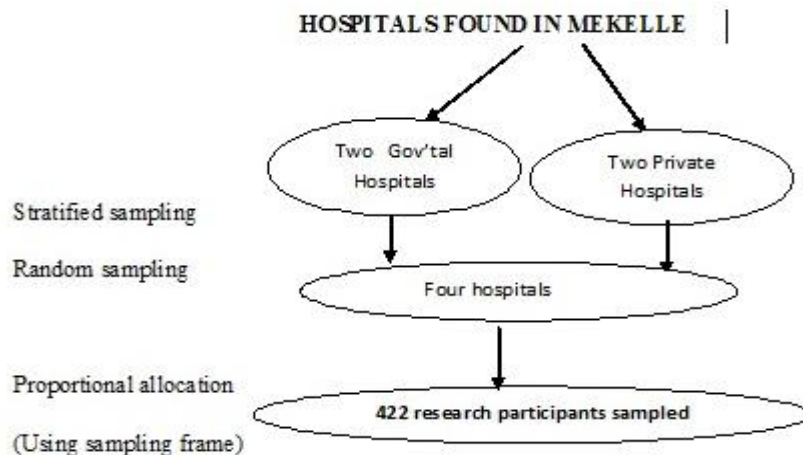 HOSPITALS FOUND IN MEKELLE
Two Gov'tal
Hospitals
Two Private
Hospitals
Stratified sampling
Random sampling
Four hospitals
Proportional allocation
422 research participants sampled
(Using sampling frame)